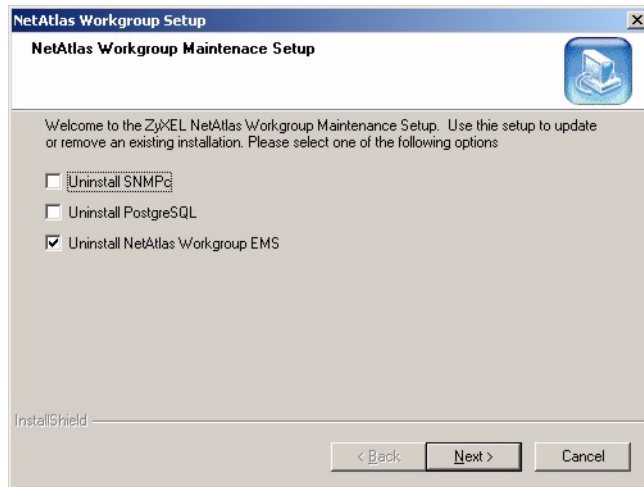 NetAtlas Workgroup Setup
NetAtlas Workgroup Maintenace Setup
Welcome to the ZyXEL NetAtlas Workgroup Maintenance Setup. Use thie setup to update
or remove an existing installation. Please select one of the following options
Uninstall SNMPc
Uninstall PostgreSQL
Uninstall NetAtlas Workgroup EMS
InstallShield
< Back
Next >
Cancel